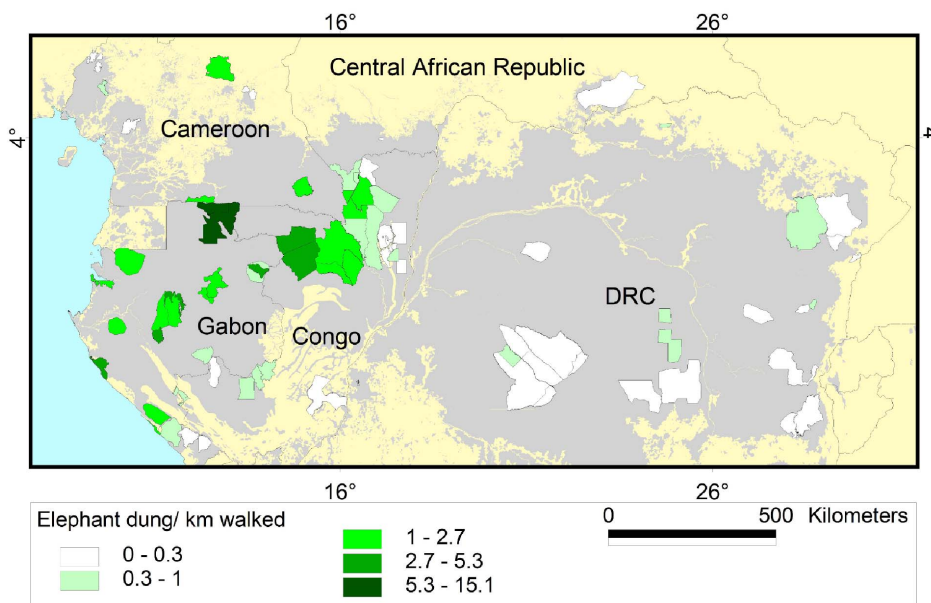 16° 26°
Central African Republic
Cameroon
4° 4
DRC
Gabon
Congo
16° 26°
Elephant dung/ km walked
0 - 0.3
0.3 - 1
1 - 2.7
2.7 - 5.3
5.3 - 15.1
0 500 Kilometers